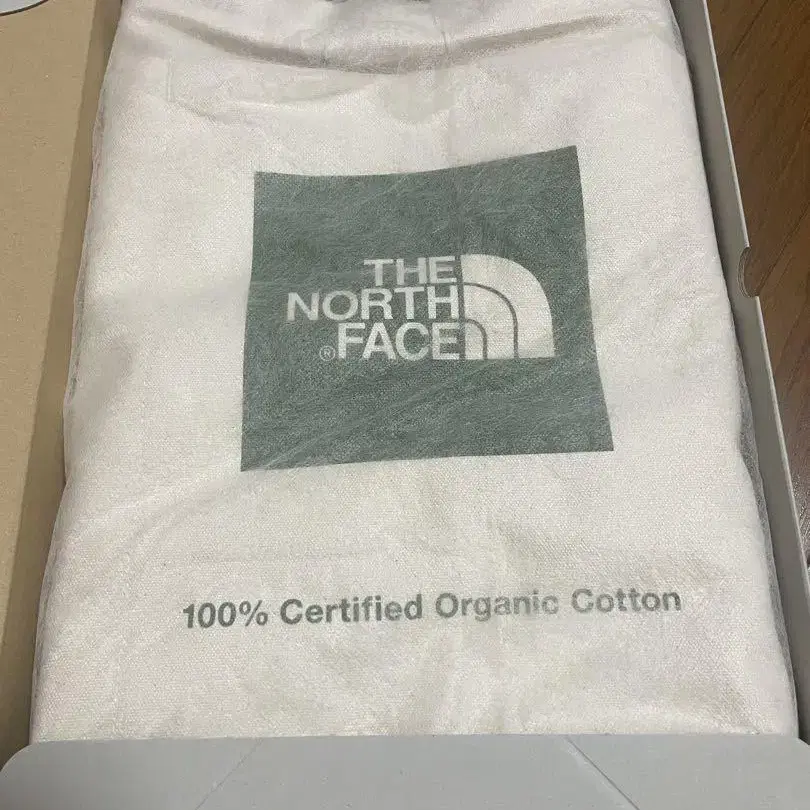 THE
NORTH
®FACE
100% Certified Organic Cotton